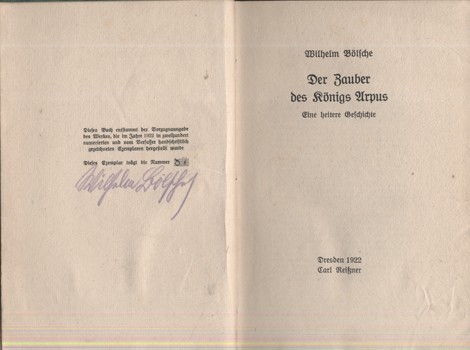 Dieses Buch entstammt der Vorzugsausgabe
des Werkes, die im Jahre 1922 in zweihundert
numerierten und vom Verfasser handschriftlich
gezeichneten Exemplaren hergestellt wurde
Dieses Exemplar trägt die Nummer
Wilhelm Bölsche
Wilhelm Bölsche
Der Zauber
des Königs Arpus
Eine heitere Geschichte
Dresden 1922
Carl Reißner